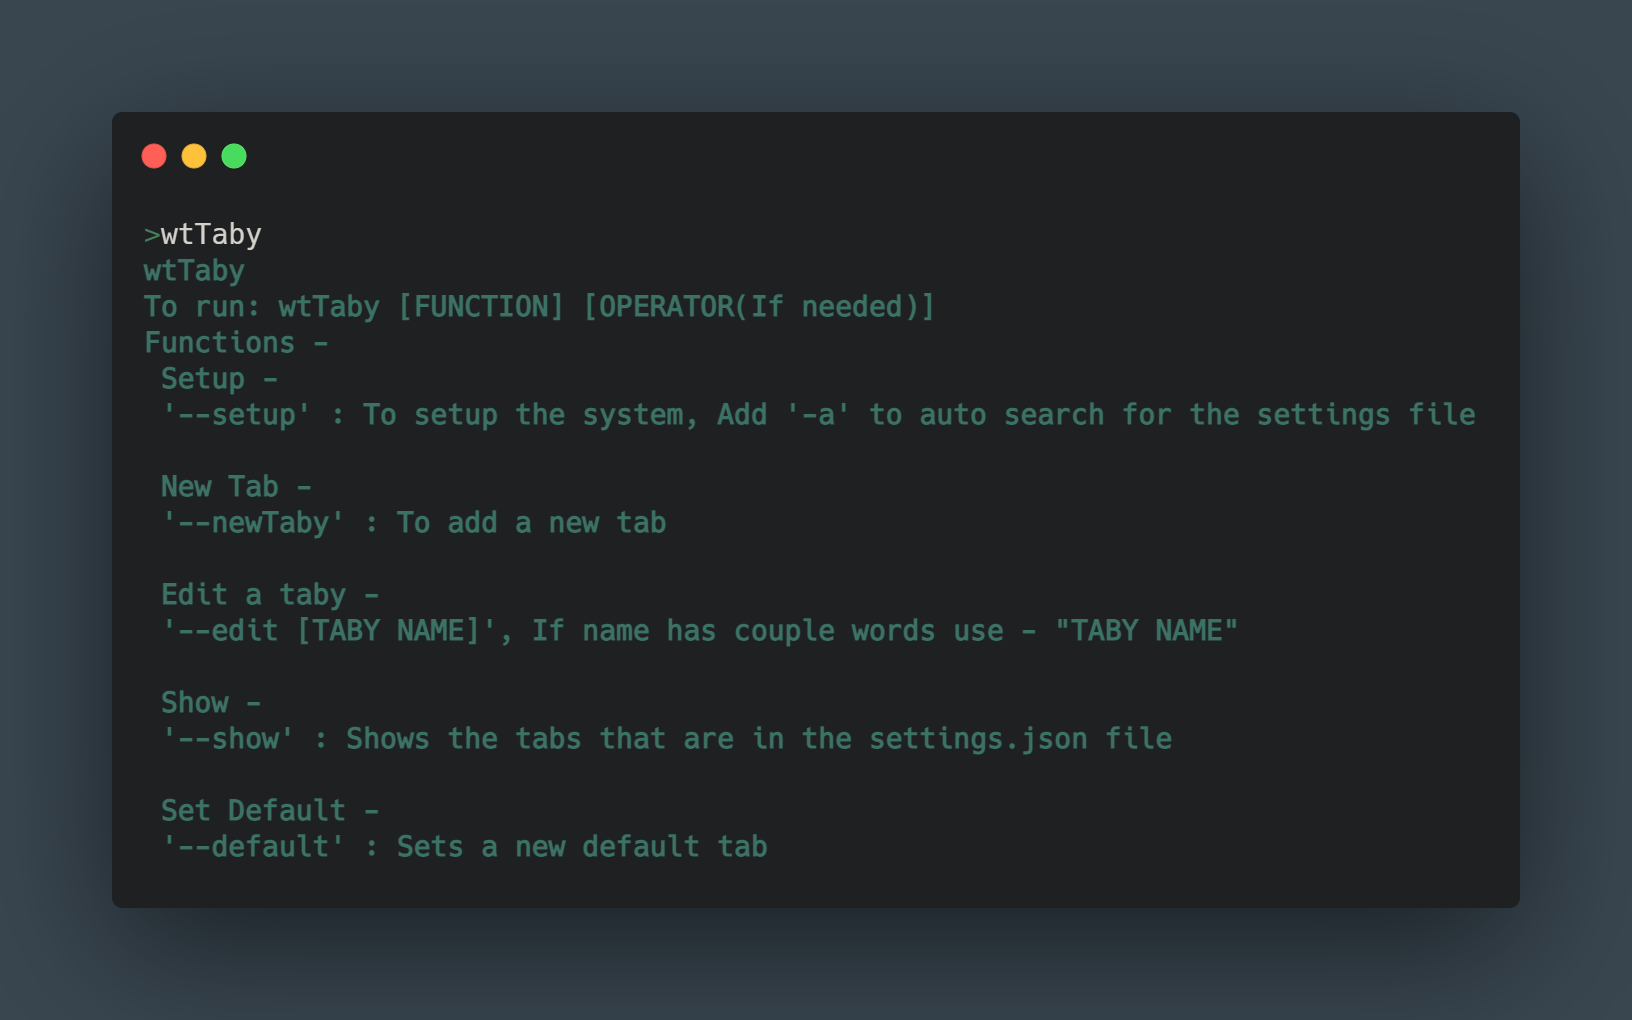 >wtTaby
wtTaby
To run: wtTaby [FUNCTION] [OPERATOR(If needed)]
Functions -
Setup -
'--setup' : To setup the system, Add '-a' to auto search for the settings file
New Tab -
'--newTaby' : To add a new tab
Edit a taby -
'--edit [TABY NAME]', If name has couple words use - "TABY NAME"
Show -
'--show' : Shows the tabs that are in the settings.json file
Set Default -
'--default' : Sets a new default tab